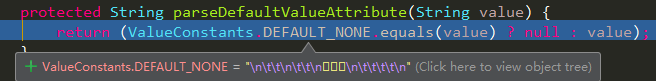 protected String parseDefaultValueAttribute(String value) {
return (ValueConstants.DEFAULT_NONE.equals(value) ? null : value);
}
+ ValueConstants.DEFAULT_NONE = "\n\t\t\n\t\t\n▯▯▯\n\t\t\t\t\n" (Click here to view object tree)